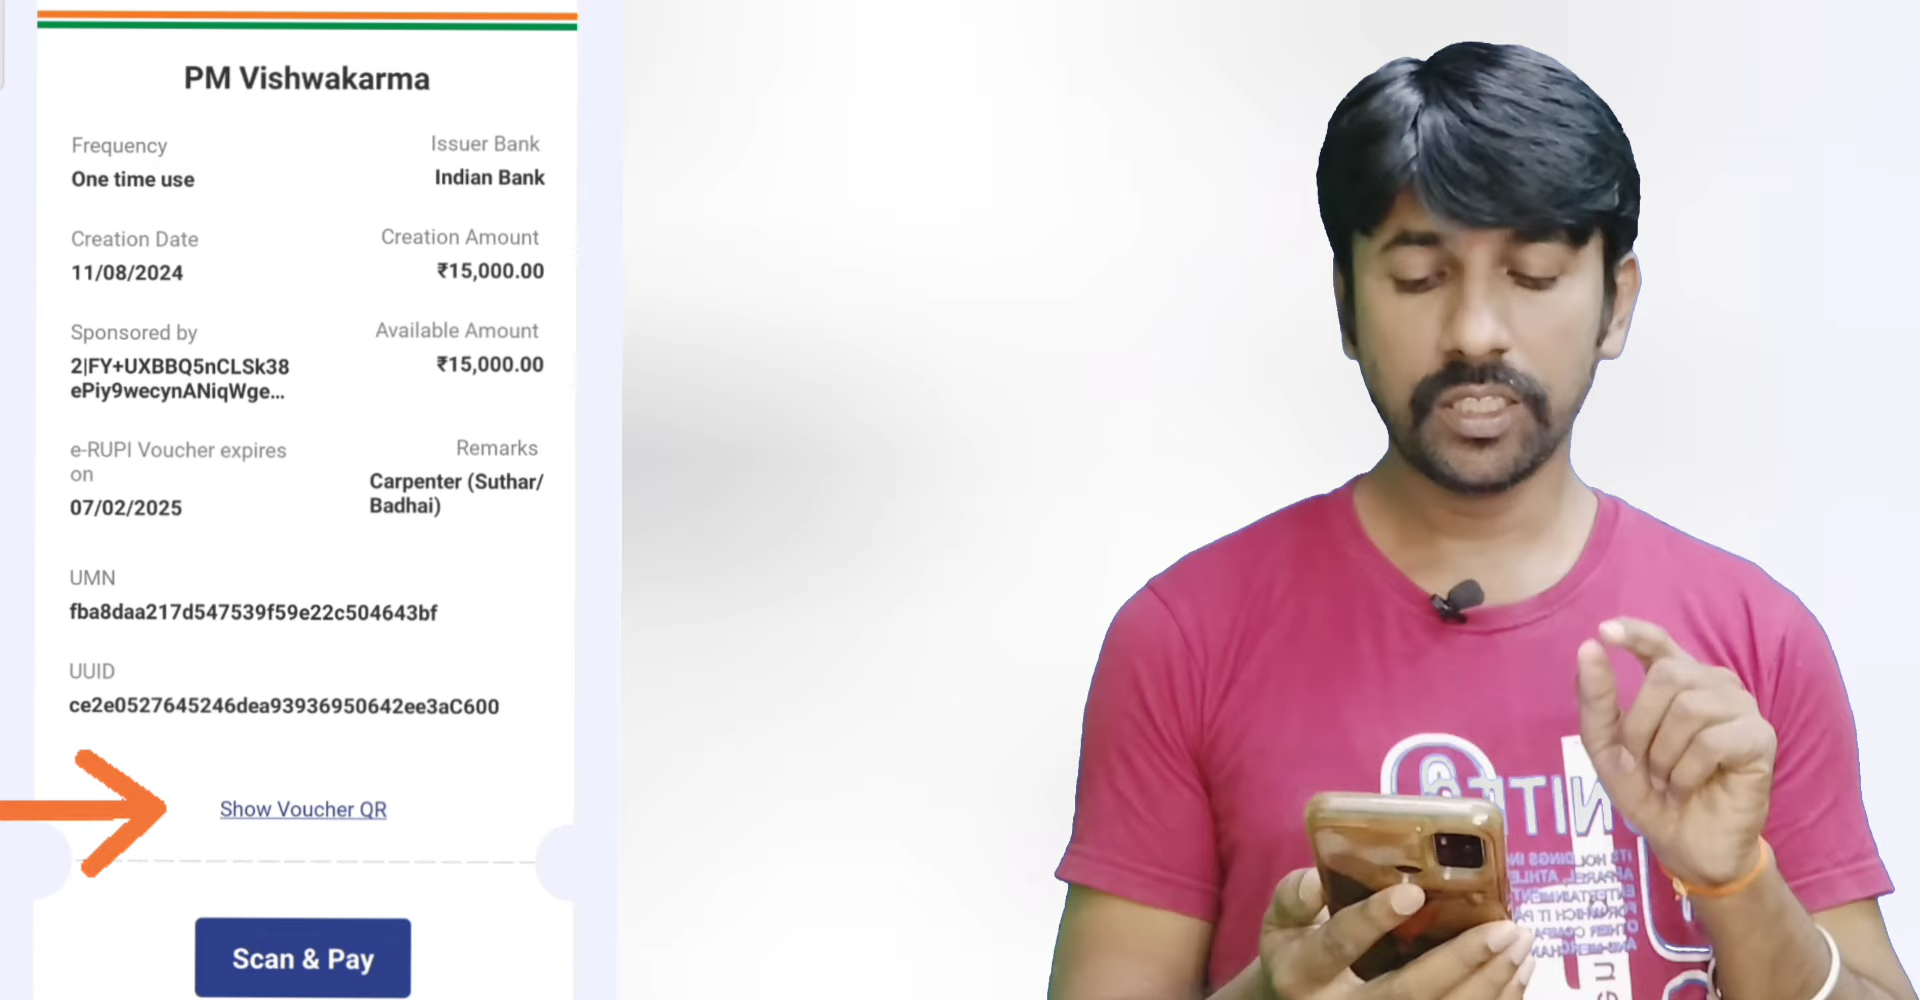 PM Vishwakarma
Frequency
One time use
Issuer Bank
Indian Bank
Creation Date
11/08/2024
Creation Amount
₹15,000.00
Sponsored by
2|FY+UXBBQ5nCLSk38
ePiy9wecynANiqWge...
Available Amount
₹15,000.00
e-RUPI Voucher expires
on
07/02/2025
Remarks
Carpenter (Suthar/
Badhai)
UMN
fba8daa217d547539f59e22c504643bf
UUID
ce2e0527645246dea93936950642ee3aC600
Show Voucher QR
Scan & Pay